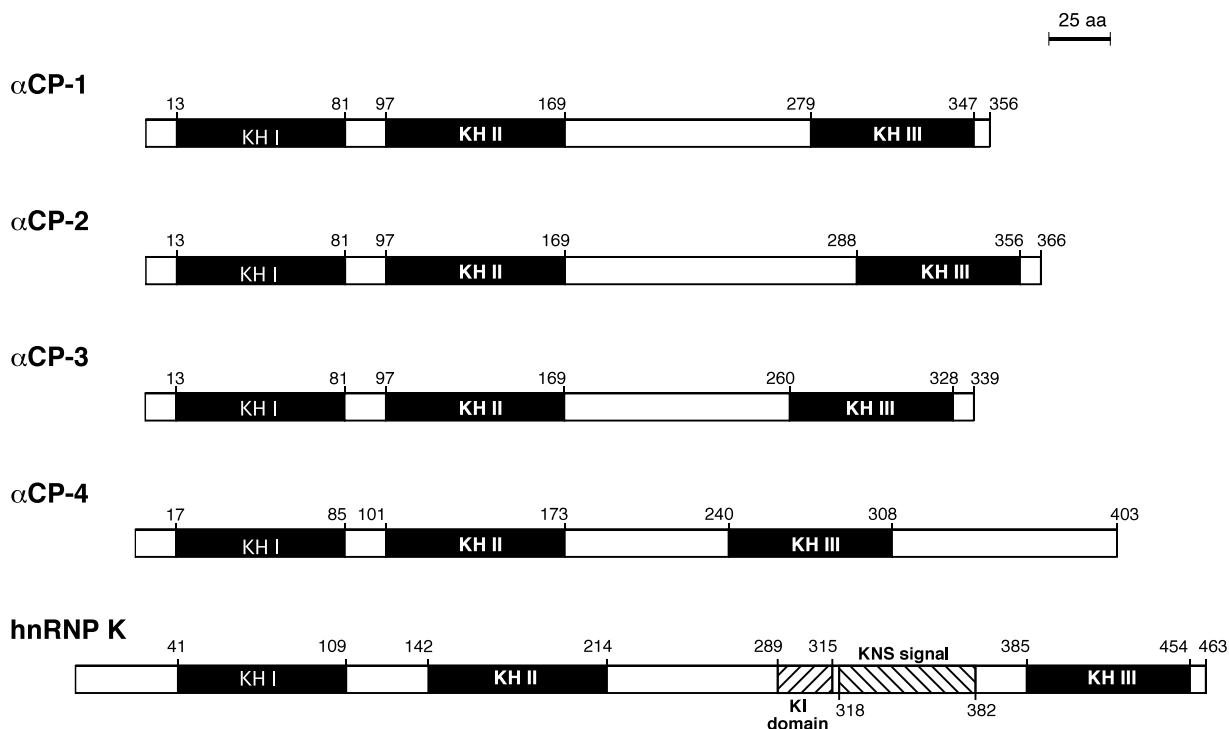 25 aa
αCP-1
13 81 97 169 279 347 356
KH I KH II KH III
αCP-2
13 81 97 169 288 356 366
KH I KH II KH III
αCP-3
13 81 97 169 260 328 339
KH I KH II KH III
αCP-4
17 85 101 173 240 308 403
KH I KH II KH III
hnRNP K
41 109 142 214 289 315 385 454 463
KNS signal
KH I KH II KH III
KI
domain
318 382